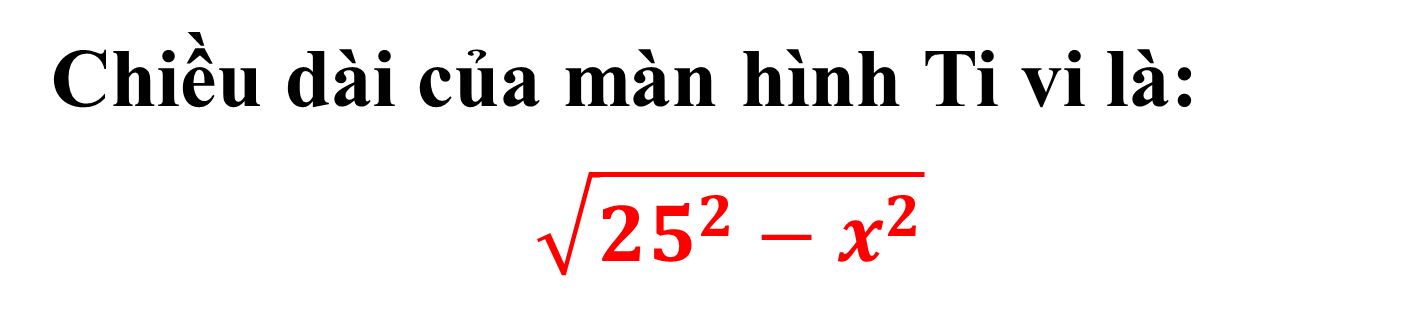 Chiều dài của màn hình Ti vi là:
√25² − x²